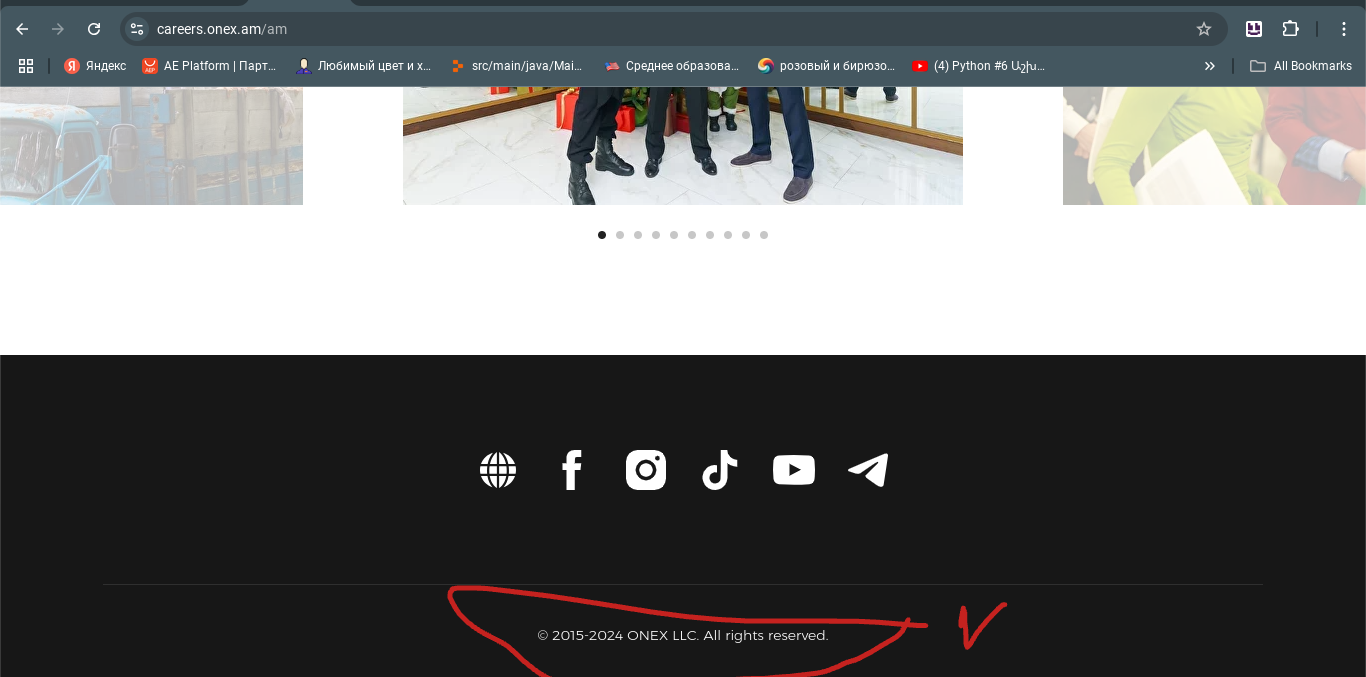 careers.onex.am/am
Яндекс
AE Platform | Парт...
Любимый цвет и х...
src/main/java/Mai...
Среднее образова...
розовый и бирюзо...
(4) Python #6 Աշխ...
All Bookmarks
© 2015-2024 ONEX LLC. All rights reserved.